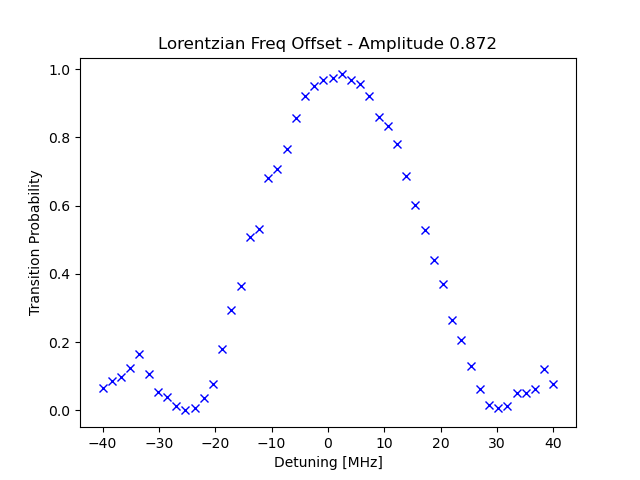 Lorentzian Freq Offset - Amplitude 0.872
Transition Probability
1.0
0.8
0.6
0.4
0.2
0.0
−40 −30 −20 −10 0 10 20 30 40
Detuning [MHz]